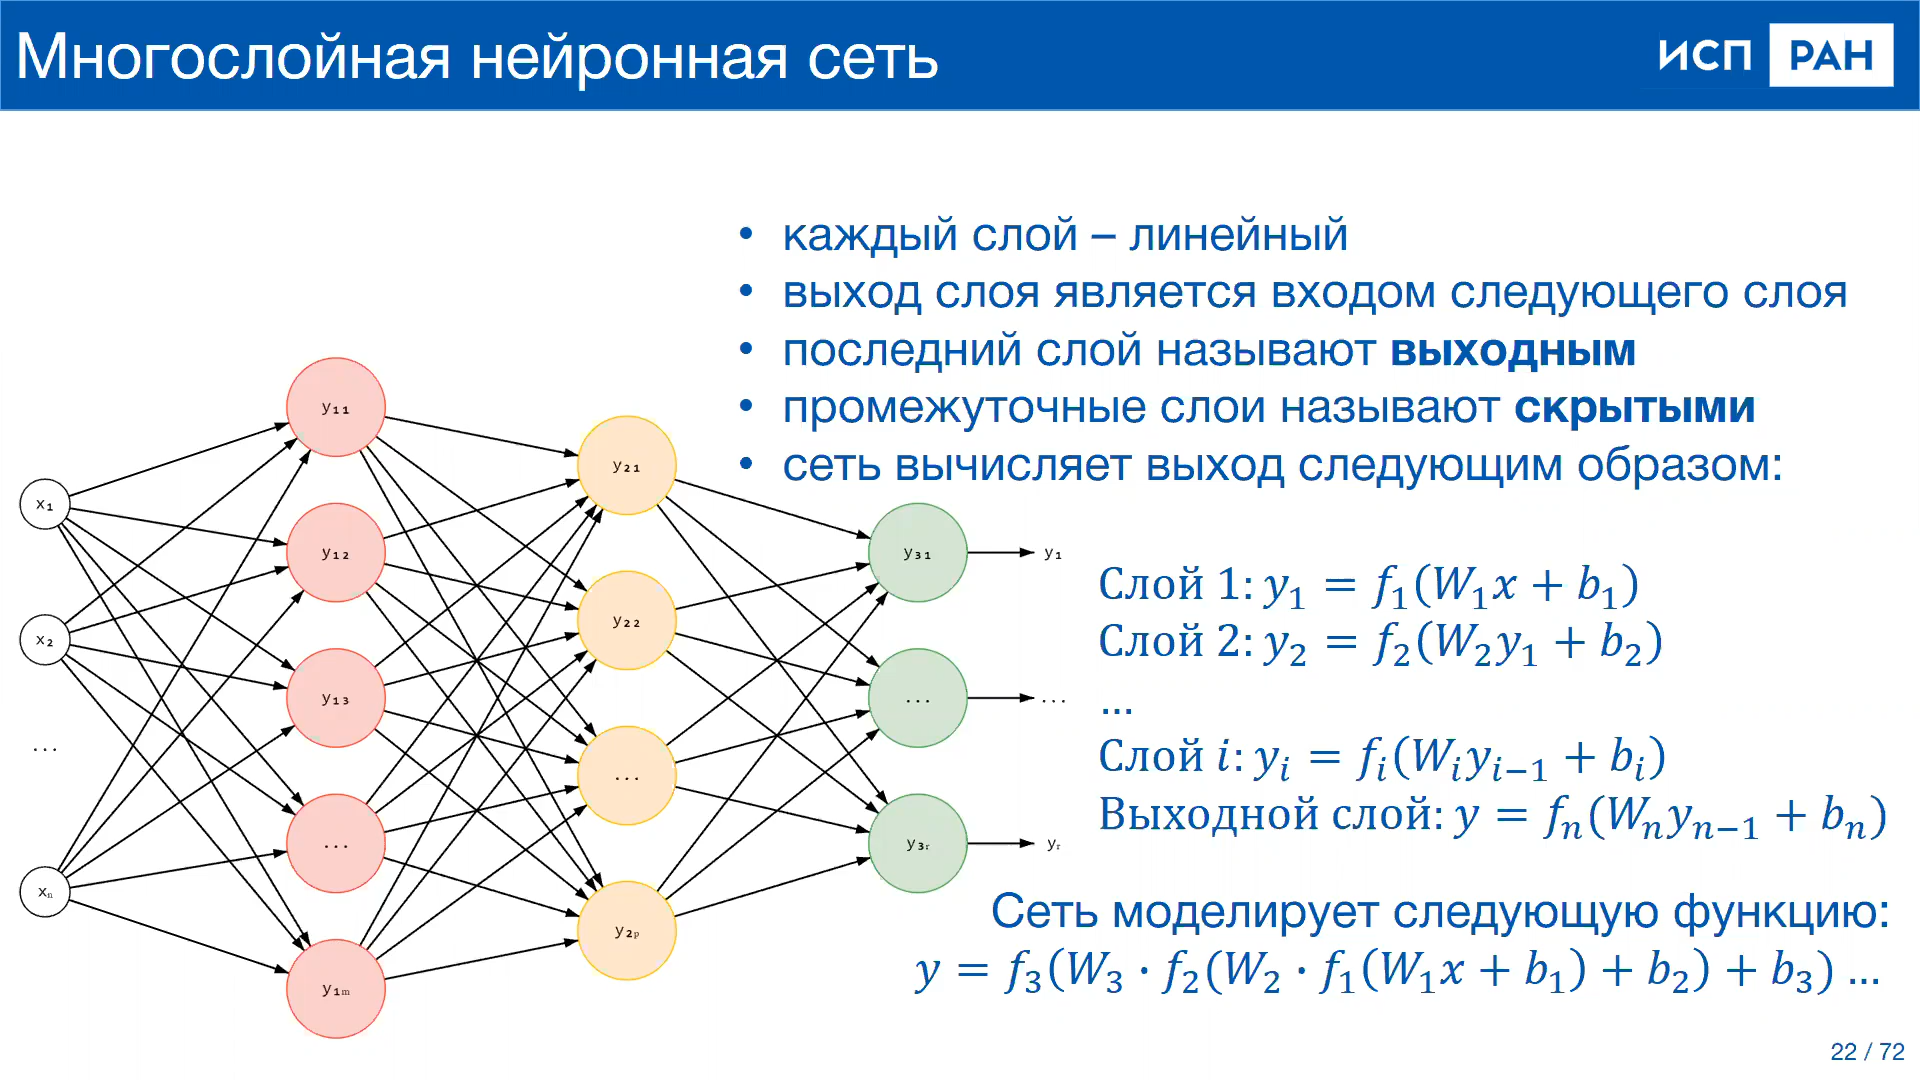 Многослойная нейронная сеть
ИСП РАН
• каждый слой – линейный
• выход слоя является входом следующего слоя
• последний слой называют выходным
• промежуточные слои называют скрытыми
• сеть вычисляет выход следующим образом:
x₁
x₂
...
xₙ
y₁₁
y₁₂
y₁₃
...
y₁ₘ
y₂₁
y₂₂
...
y₂ₚ
y₃₁
...
y₃ᵣ
y₁
...
yᵣ
Слой 1: y₁ = f₁(W₁x + b₁)
Слой 2: y₂ = f₂(W₂y₁ + b₂)
...
Слой i: yᵢ = fᵢ(Wᵢyᵢ₋₁ + bᵢ)
Выходной слой: y = fₙ(Wₙyₙ₋₁ + bₙ)
Сеть моделирует следующую функцию:
y = f₃(W₃ · f₂(W₂ · f₁(W₁x + b₁) + b₂) + b₃) ...
22 / 72